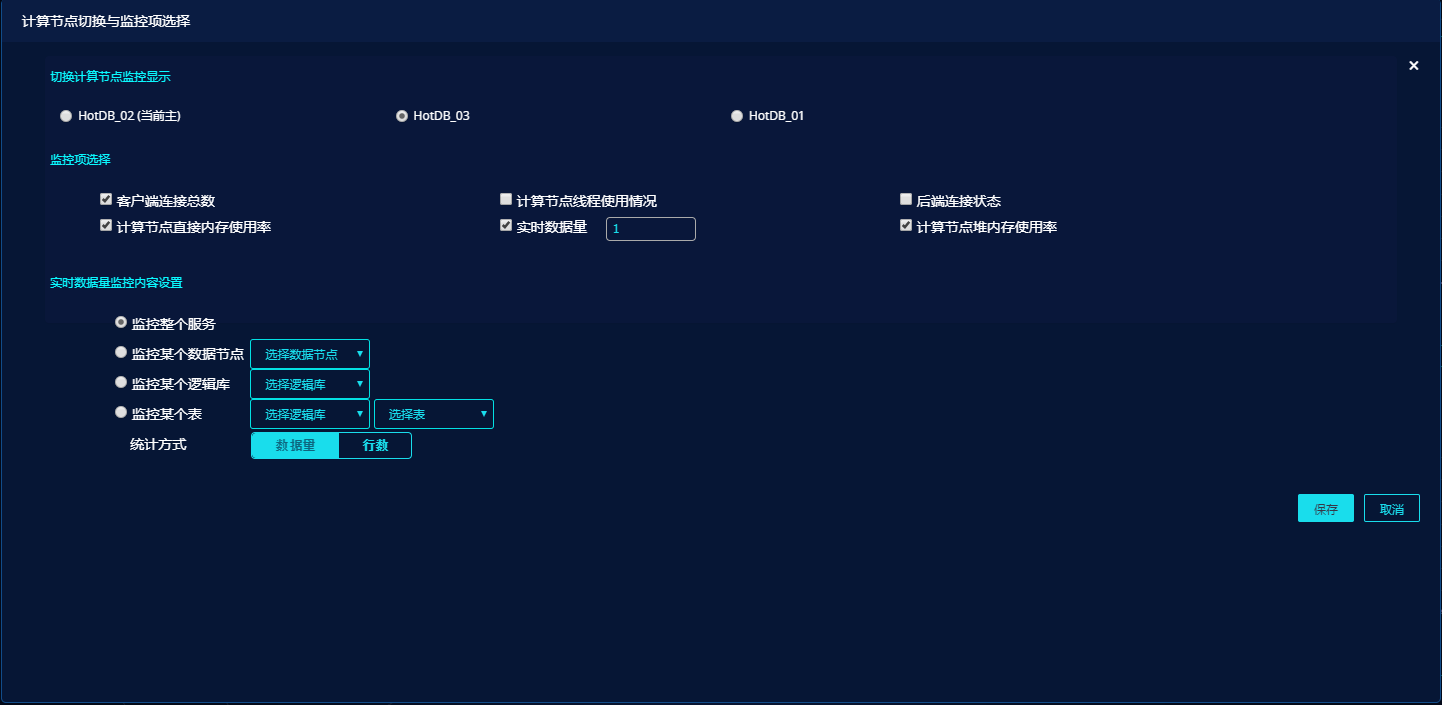 计算节点切换与监控项选择
切换计算节点监控显示
HotDB_02 (当前主) HotDB_03 HotDB_01
监控项选择
客户端连接总数 计算节点线程使用情况 后端连接状态
计算节点直接内存使用率 实时数据量 1 计算节点堆内存使用率
实时数据量监控内容设置
监控整个服务
监控某个数据节点 选择数据节点
监控某个逻辑库 选择逻辑库
监控某个表 选择逻辑库 选择表
统计方式 数据量 行数
保存 取消